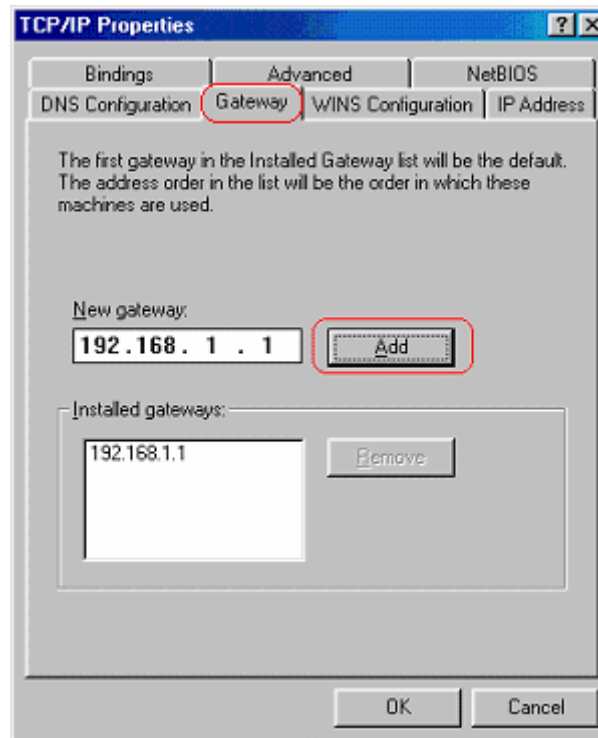 TCP/IP Properties
? X
Bindings Advanced NetBIOS
DNS Configuration Gateway WINS Configuration IP Address
The first gateway in the Installed Gateway list will be the default.
The address order in the list will be the order in which these
machines are used.
New gateway:
192.168. 1 . 1 Add
Installed gateways:
192.168.1.1 Remove
OK Cancel